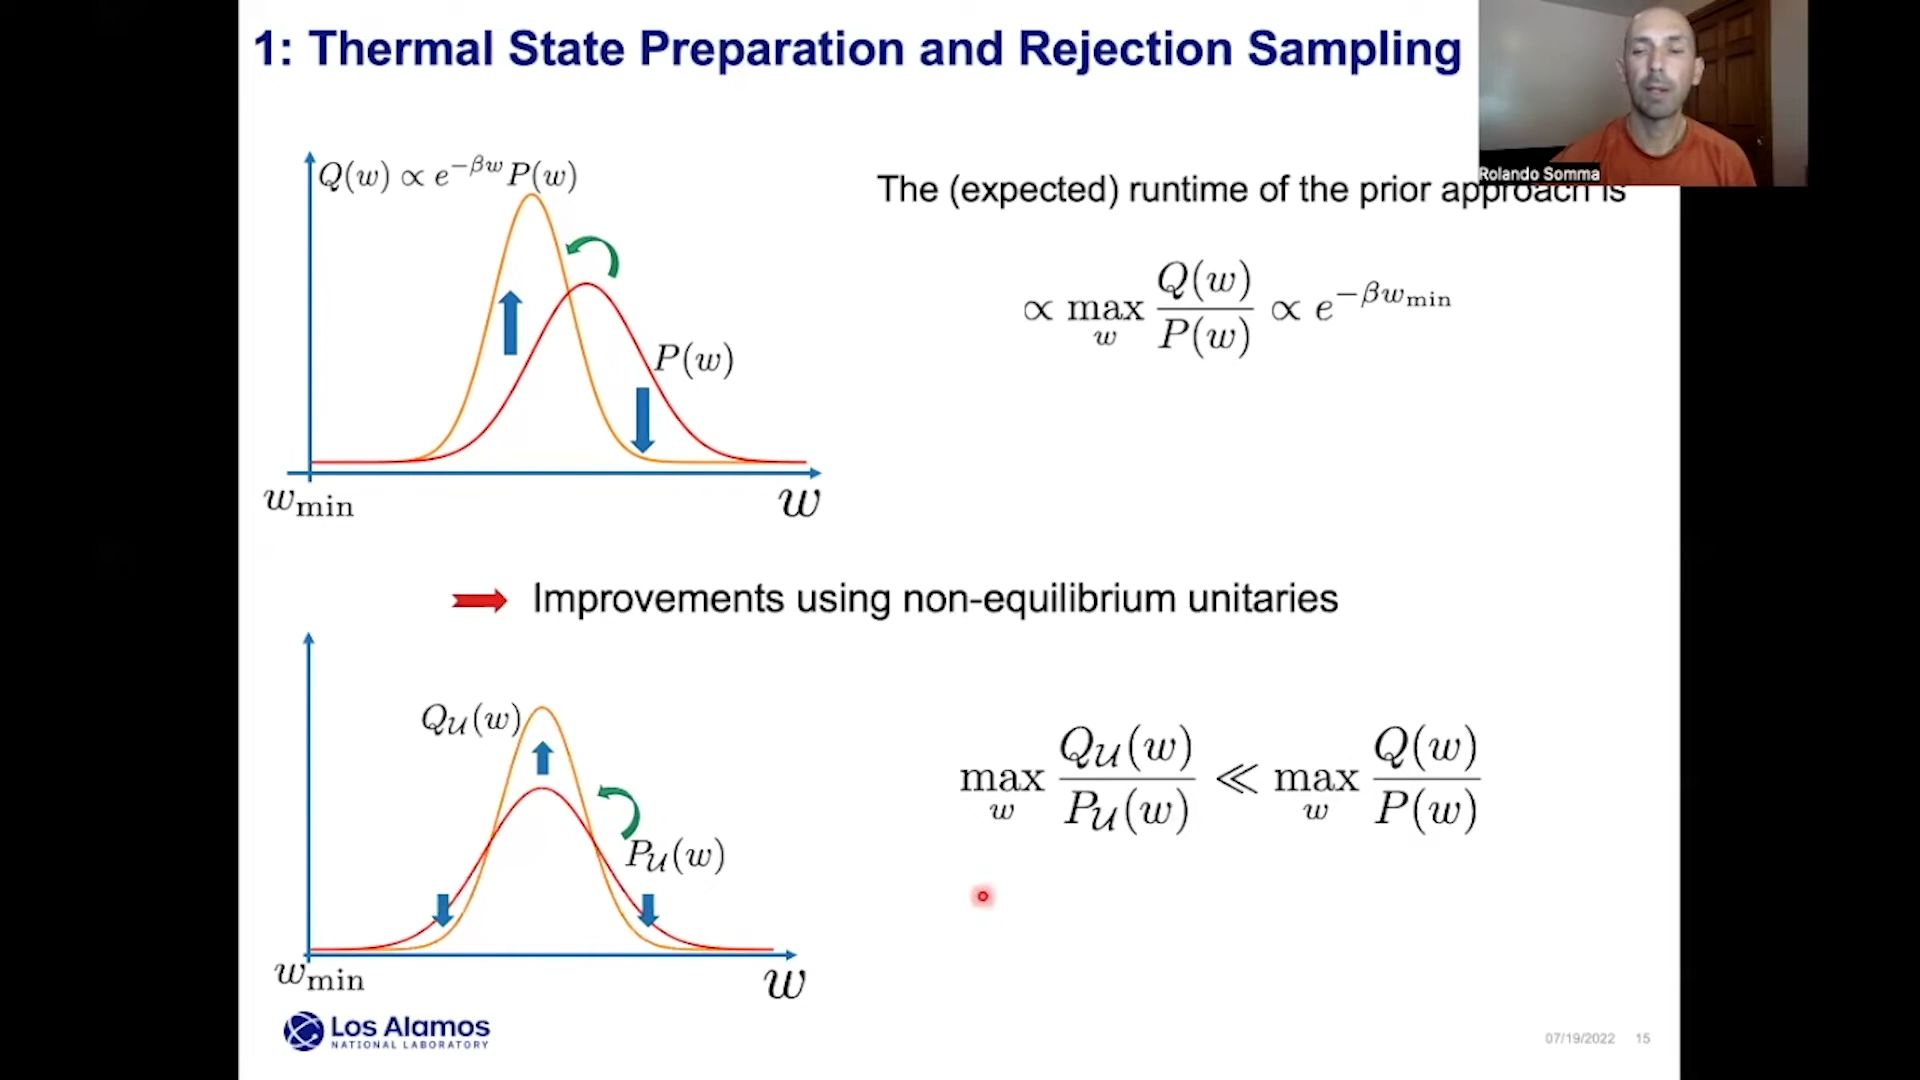 1: Thermal State Preparation and Rejection Sampling
Rolando Somma
Q(w) ∝ e^{−βw} P(w)
P(w)
w_min
w
The (expected) runtime of the prior approach is
∝ max_w Q(w)/P(w) ∝ e^{−βw_min}
Improvements using non-equilibrium unitaries
Q_𝒰(w)
P_𝒰(w)
w_min
w
max_w Q_𝒰(w)/P_𝒰(w) ≪ max_w Q(w)/P(w)
Los Alamos
NATIONAL LABORATORY
07/19/2022 15